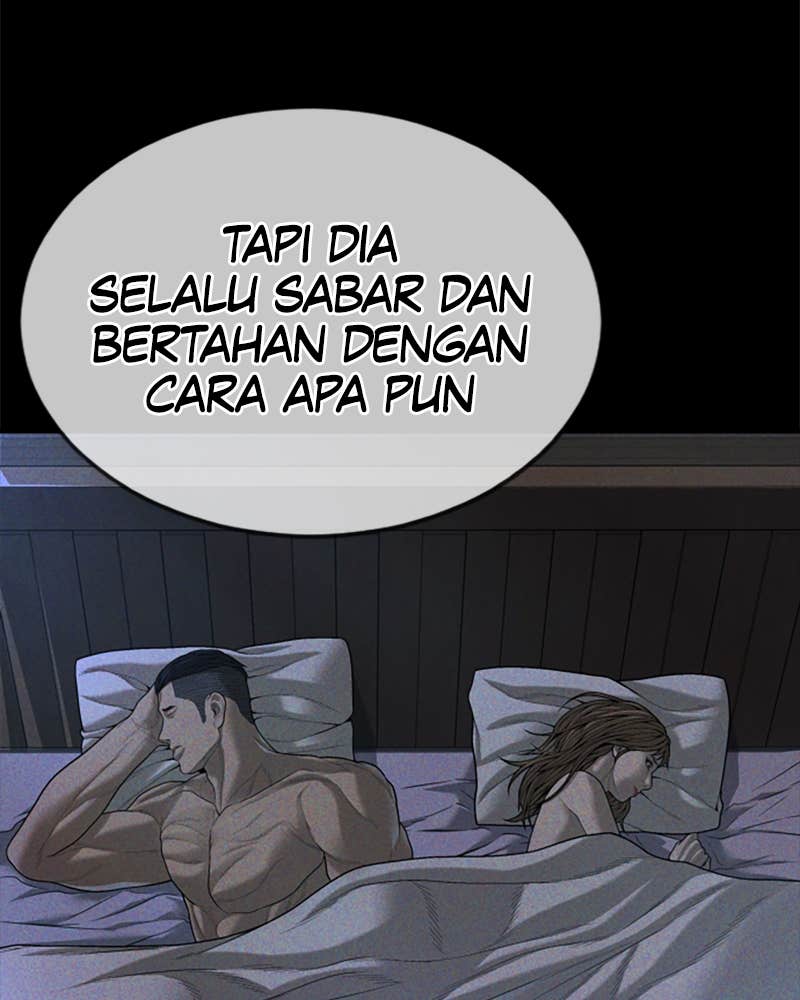 TAPI DIA
SELALU SABAR DAN
BERTAHAN DENGAN
CARA APA PUN